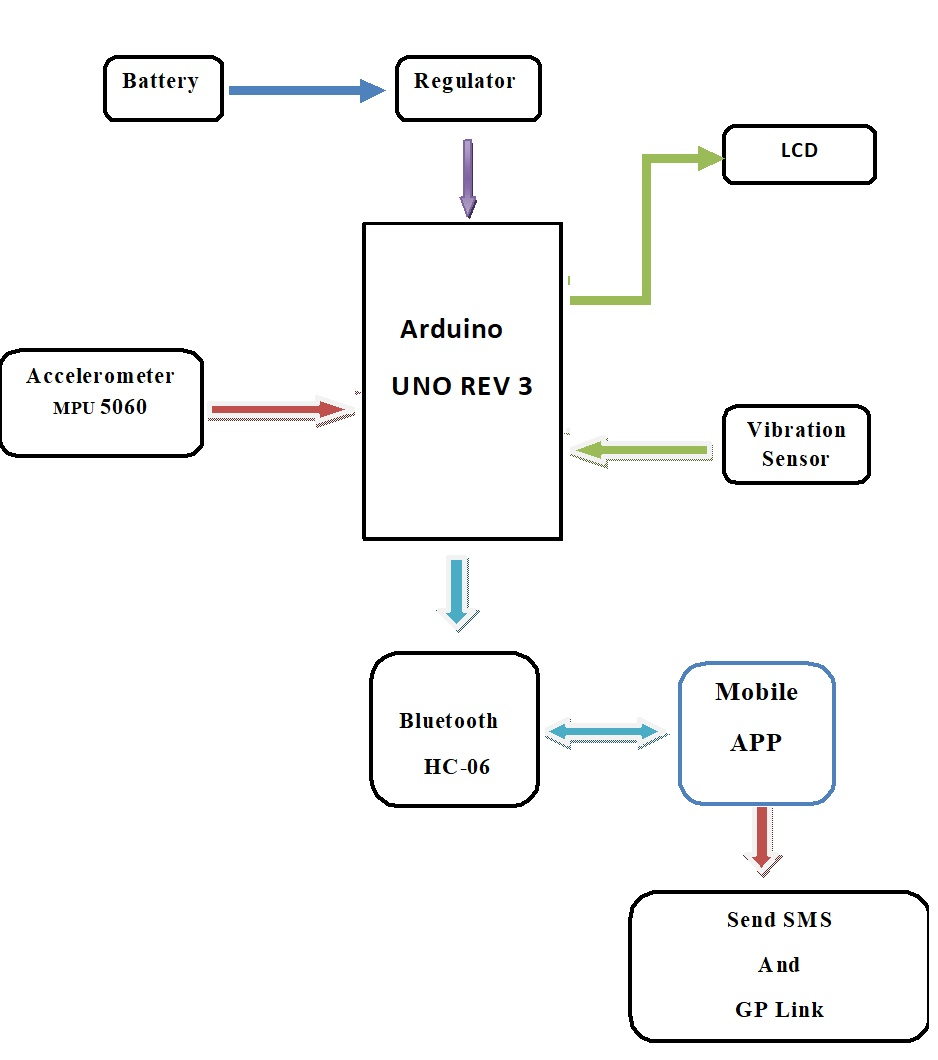 Battery
Regulator
LCD
Arduino
UNO REV 3
Accelerometer
MPU 5060
Vibration
Sensor
Bluetooth
HC-06
Mobile
APP
Send SMS
And
GP Link